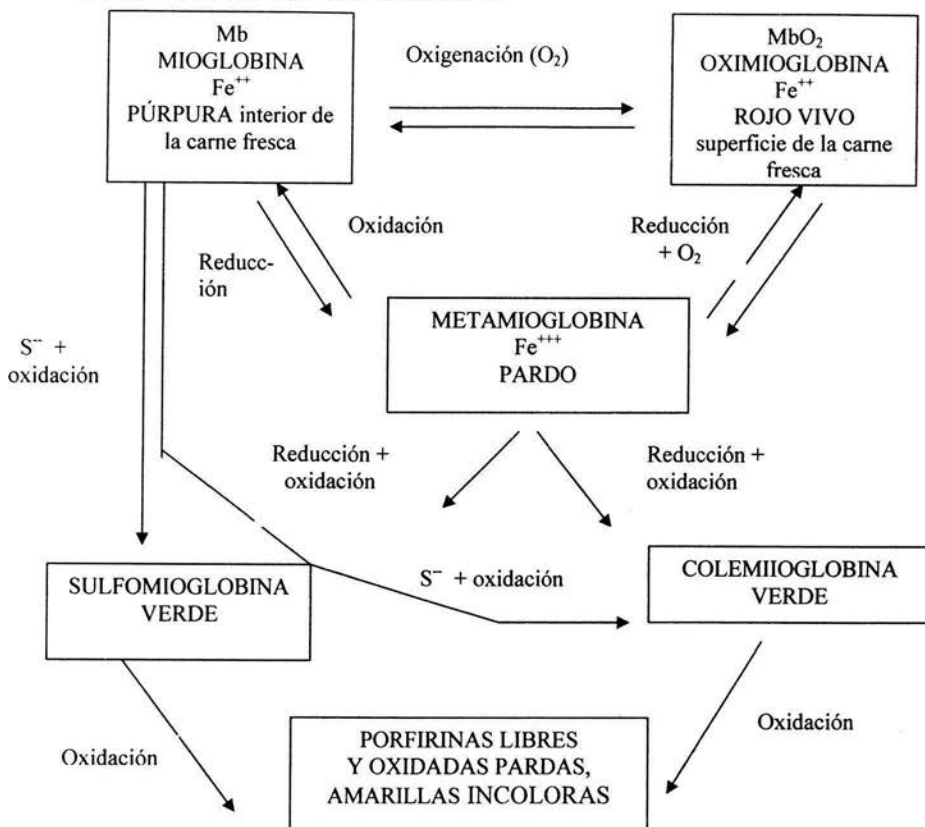 Mb
MIOGLOBINA
Fe⁺⁺
PÚRPURA interior de
la carne fresca
Oxigenación (O₂)
MbO₂
OXIMIOGLOBINA
Fe⁺⁺
ROJO VIVO
superficie de la carne
fresca
Oxidación
Reducc-
ión
Reducción
+ O₂
METAMIOGLOBINA
Fe⁺⁺⁺
PARDO
S⁻⁻ +
oxidación
Reducción +
oxidación
Reducción +
oxidación
SULFOMIOGLOBINA
VERDE
S⁻ + oxidación
COLEMIIOGLOBINA
VERDE
Oxidación
PORFIRINAS LIBRES
Y OXIDADAS PARDAS,
AMARILLAS INCOLORAS
Oxidación